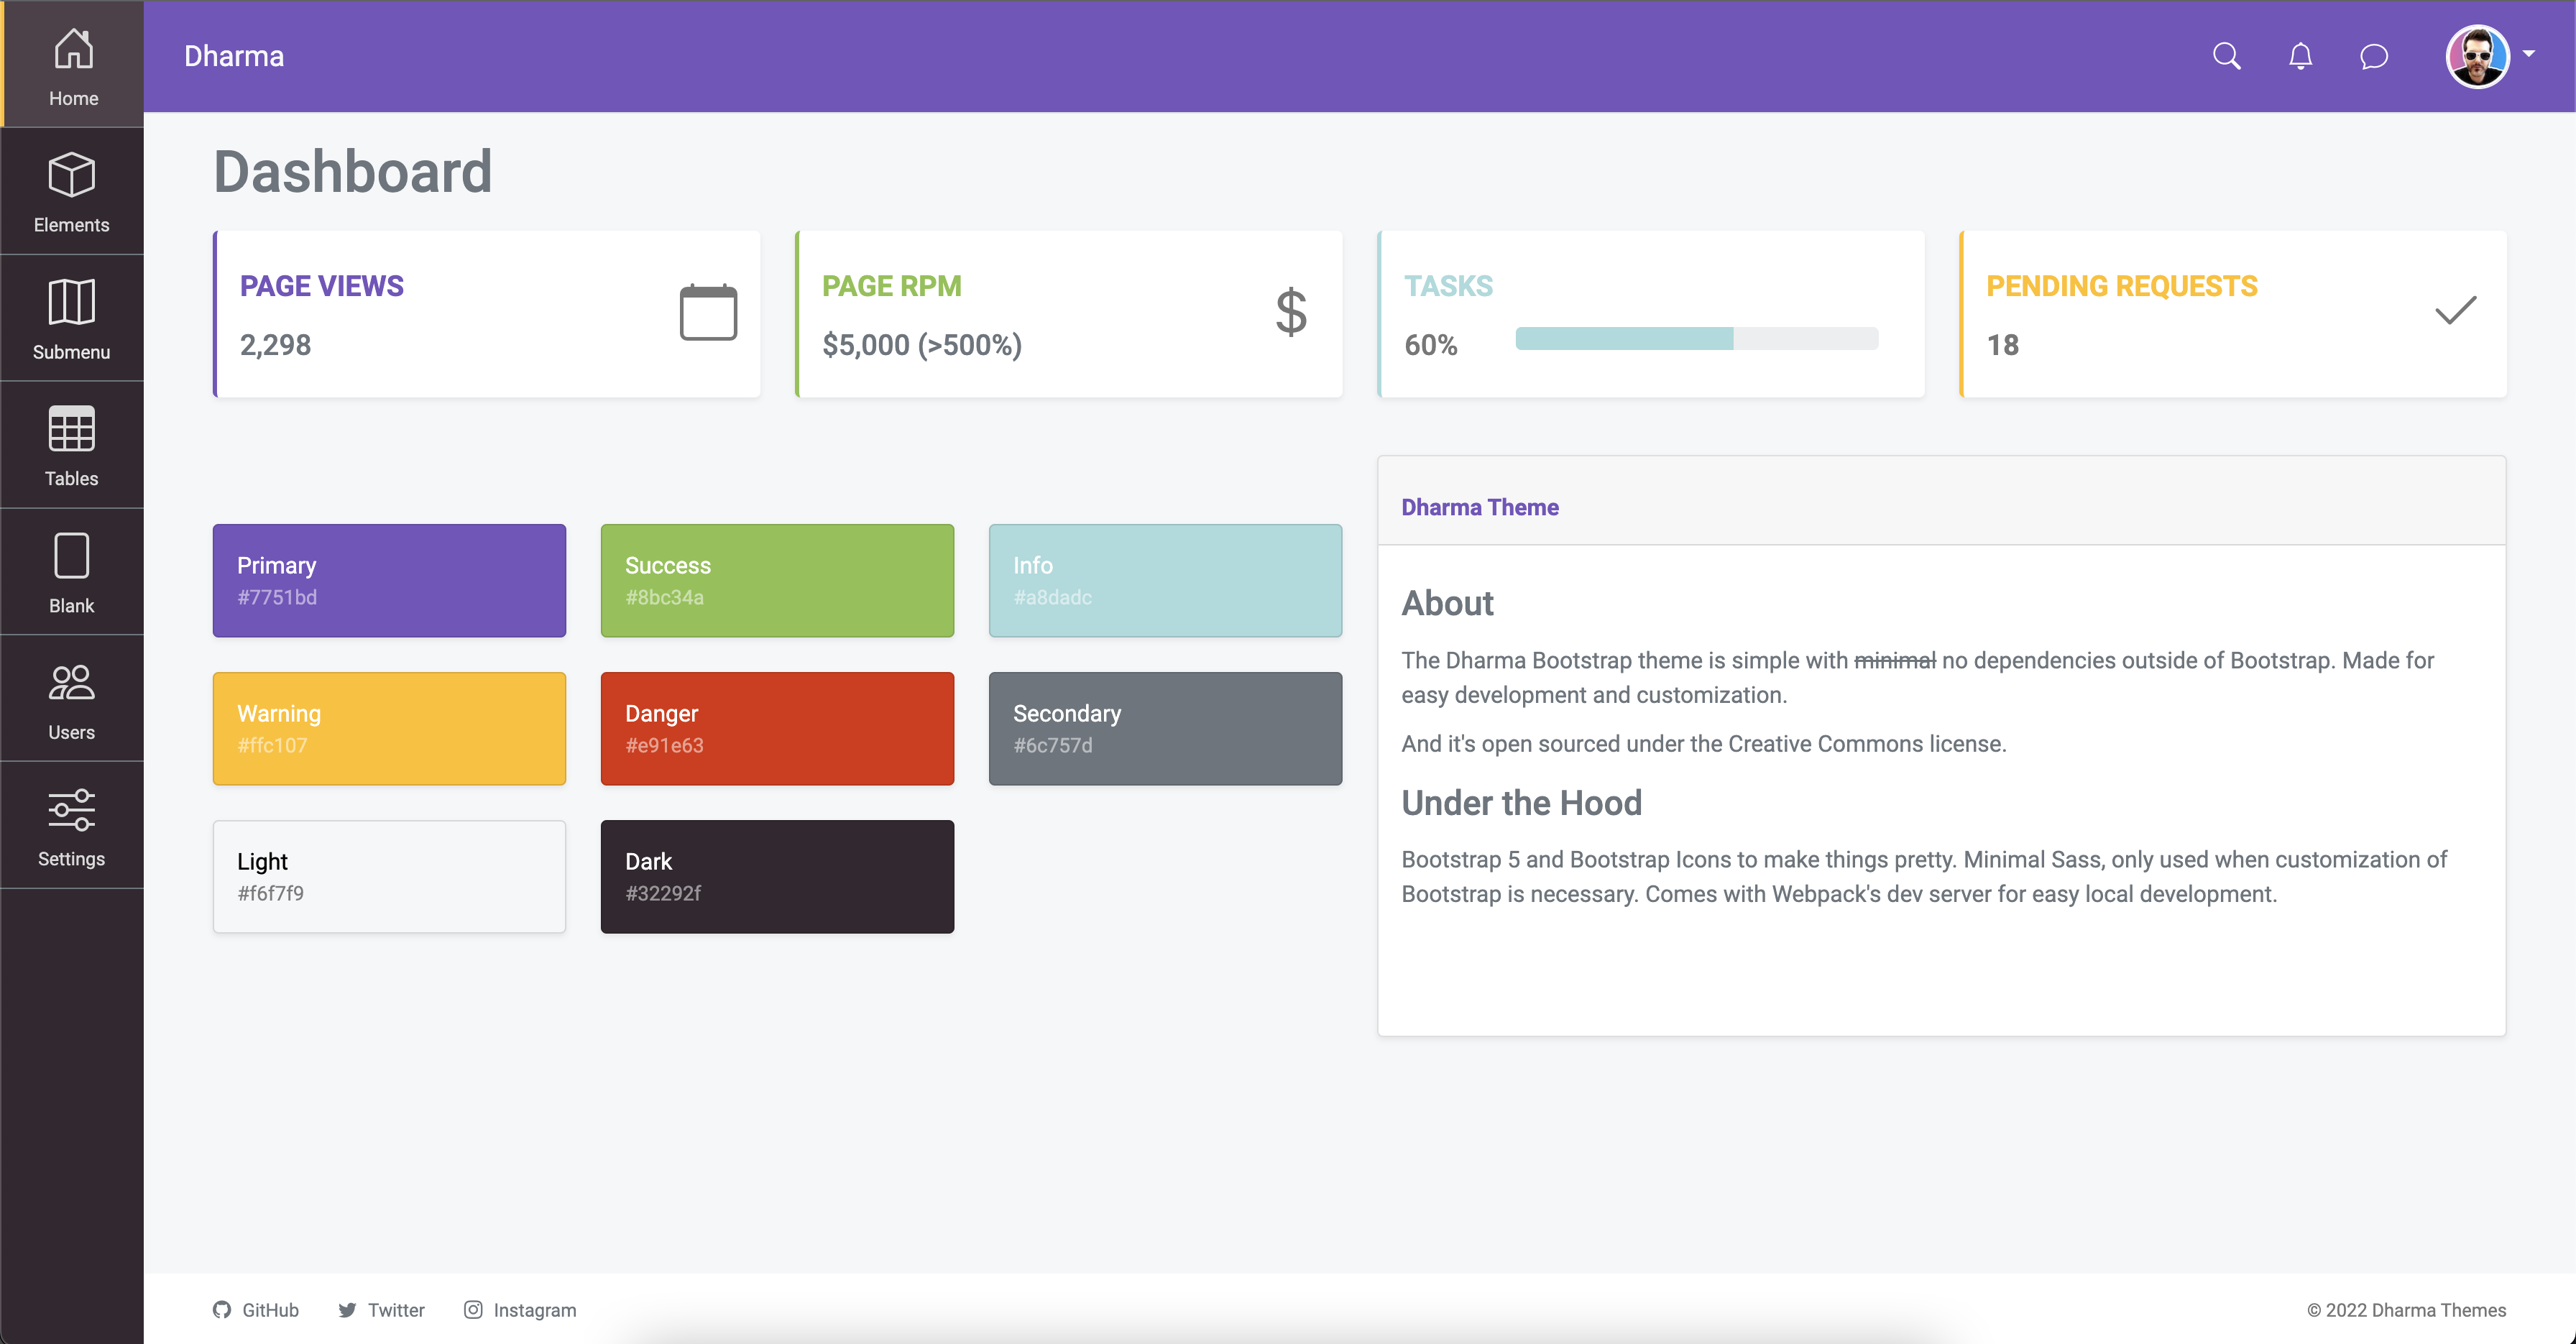 Home
Elements
Submenu
Tables
Blank
Users
Settings
Dharma
Dashboard
PAGE VIEWS
2,298
PAGE RPM
$5,000 (>500%)
$
TASKS
60%
PENDING REQUESTS
18
Primary
#7751bd
Success
#8bc34a
Info
#a8dadc
Warning
#ffc107
Danger
#e91e63
Secondary
#6c757d
Light
#f6f7f9
Dark
#32292f
Dharma Theme
About
The Dharma Bootstrap theme is simple with minimal no dependencies outside of Bootstrap. Made for
easy development and customization.
And it's open sourced under the Creative Commons license.
Under the Hood
Bootstrap 5 and Bootstrap Icons to make things pretty. Minimal Sass, only used when customization of
Bootstrap is necessary. Comes with Webpack's dev server for easy local development.
GitHub
Twitter
Instagram
© 2022 Dharma Themes